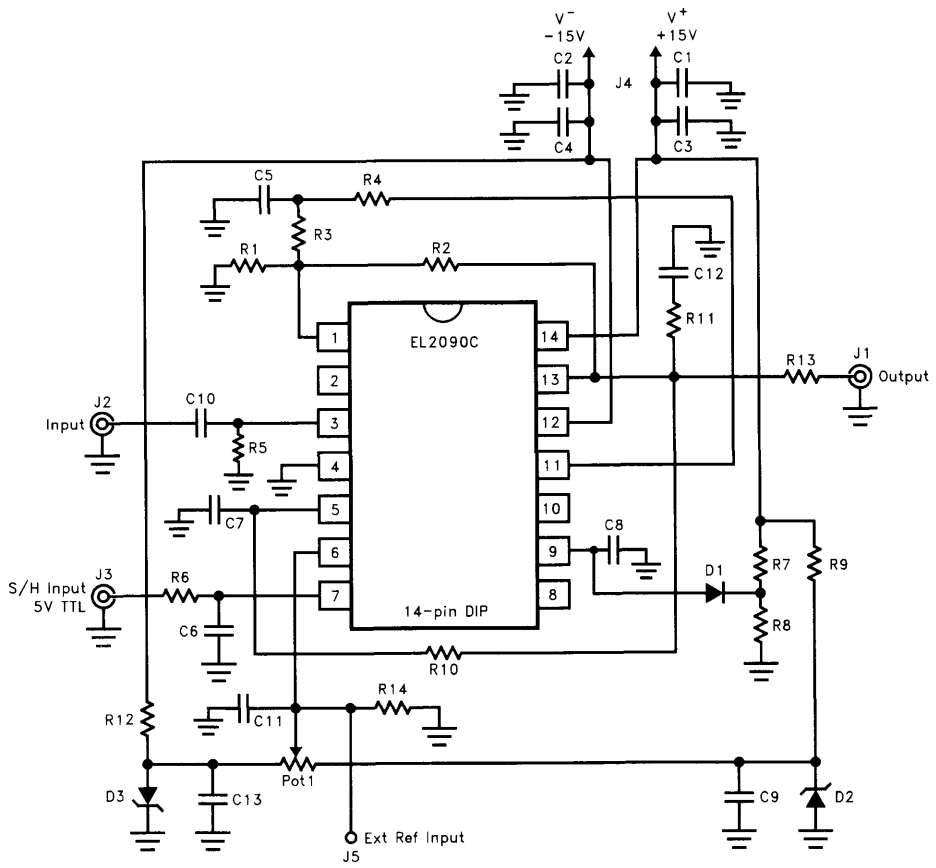 V⁻
-15V
V⁺
+15V
C2
C1
J4
C4
C3
C5
R4
R3
R1
R2
C12
R11
EL2090C
1
14
2
13
R13
J1
Output
J2
Input
C10
3
12
R5
4
11
C7
5
10
C8
6
9
J3
S/H Input
5V TTL
R6
7
8
D1
R7
R9
14-pin DIP
C6
R8
R10
R14
C11
R12
Pot1
D3
C13
C9
D2
Ext Ref Input
J5